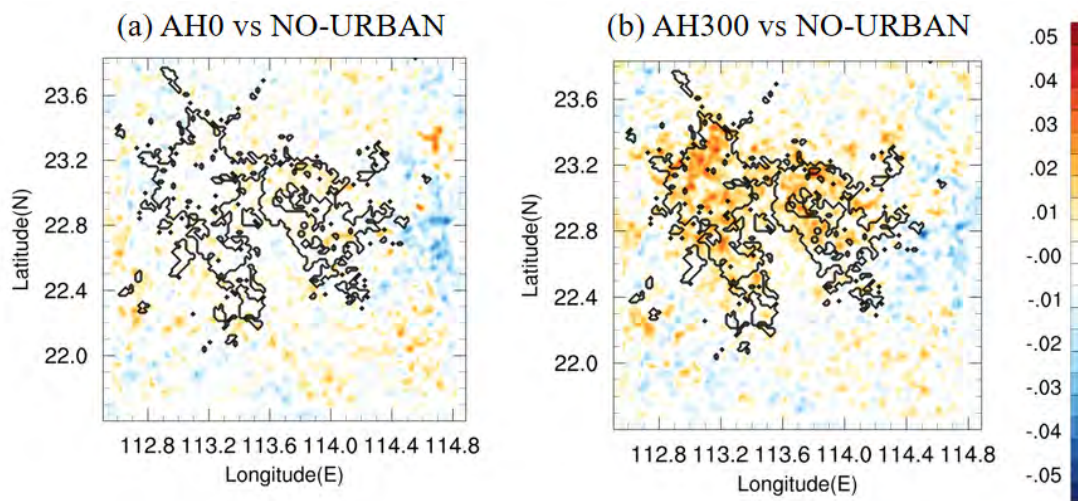 (a) AH0 vs NO-URBAN
(b) AH300 vs NO-URBAN
23.6
23.2
22.8
22.4
22.0
Latitude(N)
112.8 113.2 113.6 114.0 114.4 114.8
Longitude(E)
23.6
23.2
22.8
22.4
22.0
Latitude(N)
112.8 113.2 113.6 114.0 114.4 114.8
Longitude(E)
.05
.04
.03
.02
.01
-.00
-.01
-.02
-.03
-.04
-.05